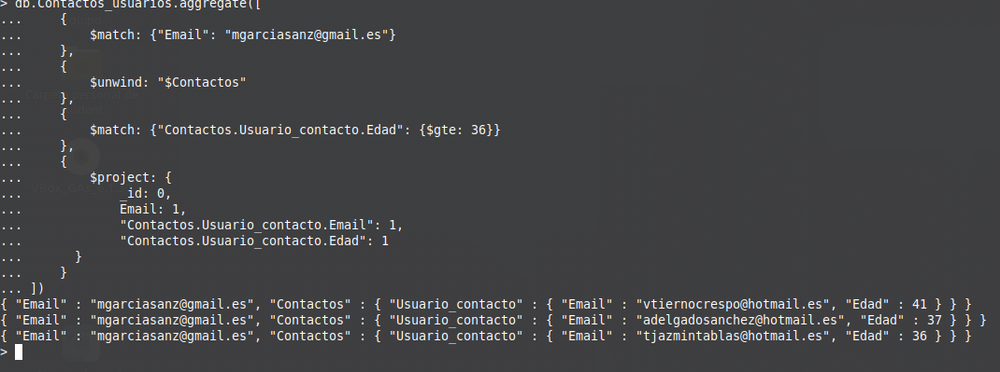 > db.Contactos_usuarios.aggregate([
...     {
...         $match: {"Email": "mgarciasanz@gmail.es"}
...     },
...     {
...         $unwind: "$Contactos"
...     },
...     {
...         $match: {"Contactos.Usuario_contacto.Edad": {$gte: 36}}
...     },
...     {
...         $project: {
...             _id: 0,
...             Email: 1,
...             "Contactos.Usuario_contacto.Email": 1,
...             "Contactos.Usuario_contacto.Edad": 1
...       }
...     }
... ])
{ "Email" : "mgarciasanz@gmail.es", "Contactos" : { "Usuario_contacto" : { "Email" : "vtiernocrespo@hotmail.es", "Edad" : 41 } } }
{ "Email" : "mgarciasanz@gmail.es", "Contactos" : { "Usuario_contacto" : { "Email" : "adelgadosanchez@hotmail.es", "Edad" : 37 } } }
{ "Email" : "mgarciasanz@gmail.es", "Contactos" : { "Usuario_contacto" : { "Email" : "tjazmintablas@hotmail.es", "Edad" : 36 } } }
>